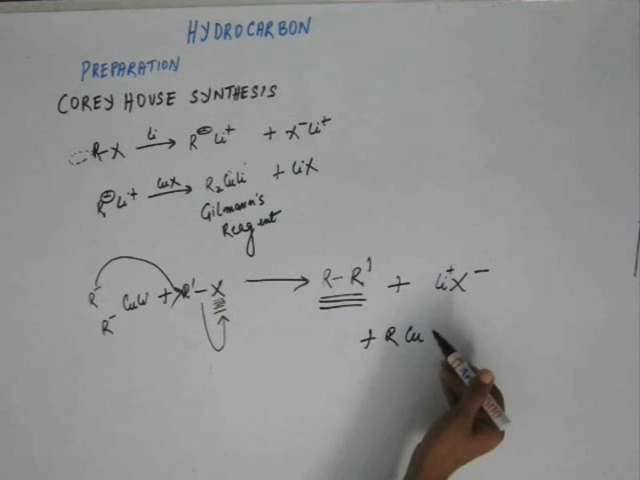 HYDROCARBON
PREPARATION
COREY HOUSE SYNTHESIS
R-X Li → R⊖Li+ + X-Li+
R⊖Li+ CuX → R2CuLi + LiX
Gilmann's
Reagent
R- R- CuLi + R'-X → R-R' + Li+X-
+ R Cu